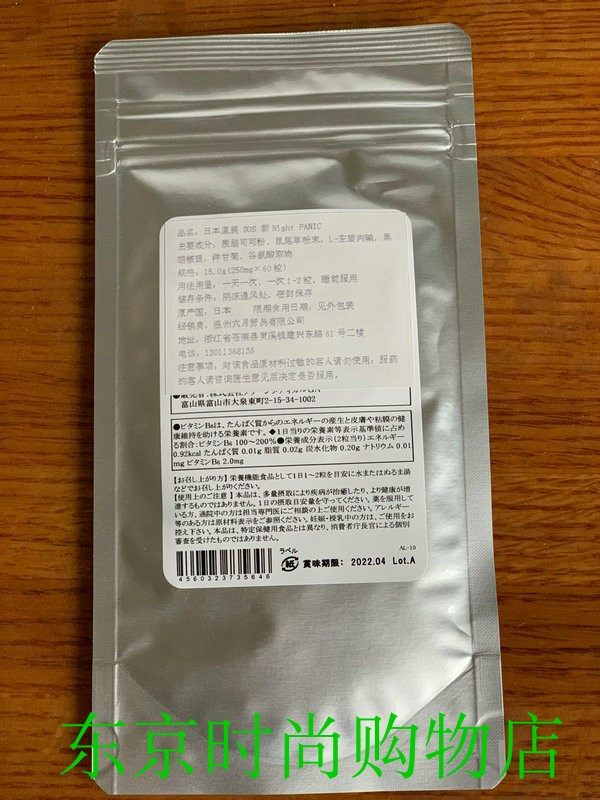 品名：日本原装 SOS 新Night PANIC
主要成分：脱脂可可粉，鼠尾草粉末，L-左旋肉碱，黑
胡椒提，洋甘菊，谷氨酸取物
规格：15.0g(250mg×60粒)
用法用量：一天一次，一次1-2粒，睡前服用
储存条件：阴凉通风处，密封保存
原产国：日本 限期食用日期：见外包装
经销商：温州六月贸易有限公司
地址：浙江省苍南县灵溪镇建兴东路61号二楼
电话：13011368136
注意事项：对该食品原材料过敏的客人请勿使用；服药
的客人请咨询医生意见后决定是否服用。
富山県富山市大泉東町2-15-34-1002
●ビタミンB₆は、たんぱく質からのエネルギーの産生と皮膚や粘膜の健
康維持を助ける栄養素です。◆1日当りの栄養素等表示基準値に占め
る割合：ビタミンB₆ 100～200%●栄養成分表示(2粒当り) エネルギー
0.92kcal たんぱく質 0.01g 脂質 0.02g 炭水化物 0.20g ナトリウム 0.01
mg ビタミンB₆ 2.0mg
【お召し上がり方】栄養機能食品として1日1～2粒を目安に水またはぬるま湯
などでお召し上がりください。
【使用上のご注意】本品は、多量摂取により疾病が治癒したり、より健康が増
進するものではありません。1日の摂取目安量を守ってください。薬を服用して
いる方、通院中の方は担当専門医にご相談の上ご使用ください。アレルギー
等のある方は原材料表示をご参照ください。妊娠・授乳中の方は、ご使用をお
控え下さい。本品は、特定保健用食品とは異なり、消費者庁長官による個別
審査を受けたものではありません。
AL-10
ラベル
紙 賞味期限： 2022.04 Lot.A
4560323735646
东京时尚购物店